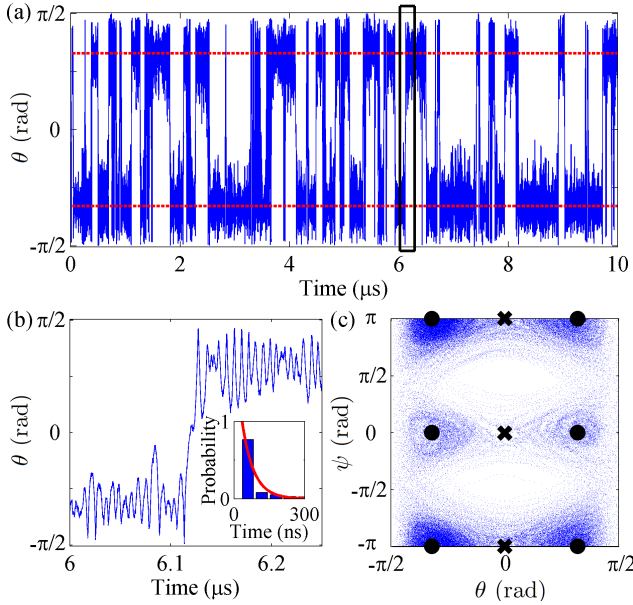 (a)
π/2
θ (rad)
0
-π/2
0 2 4 6 8 10
Time (μs)
(b)
π/2
θ (rad)
0
-π/2
6 6.1 6.2
Time (μs)
1
Probability
0
0 300
Time (ns)
(c)
π
π/2
ψ (rad)
0
-π/2
-π
-π/2 0 π/2
θ (rad)